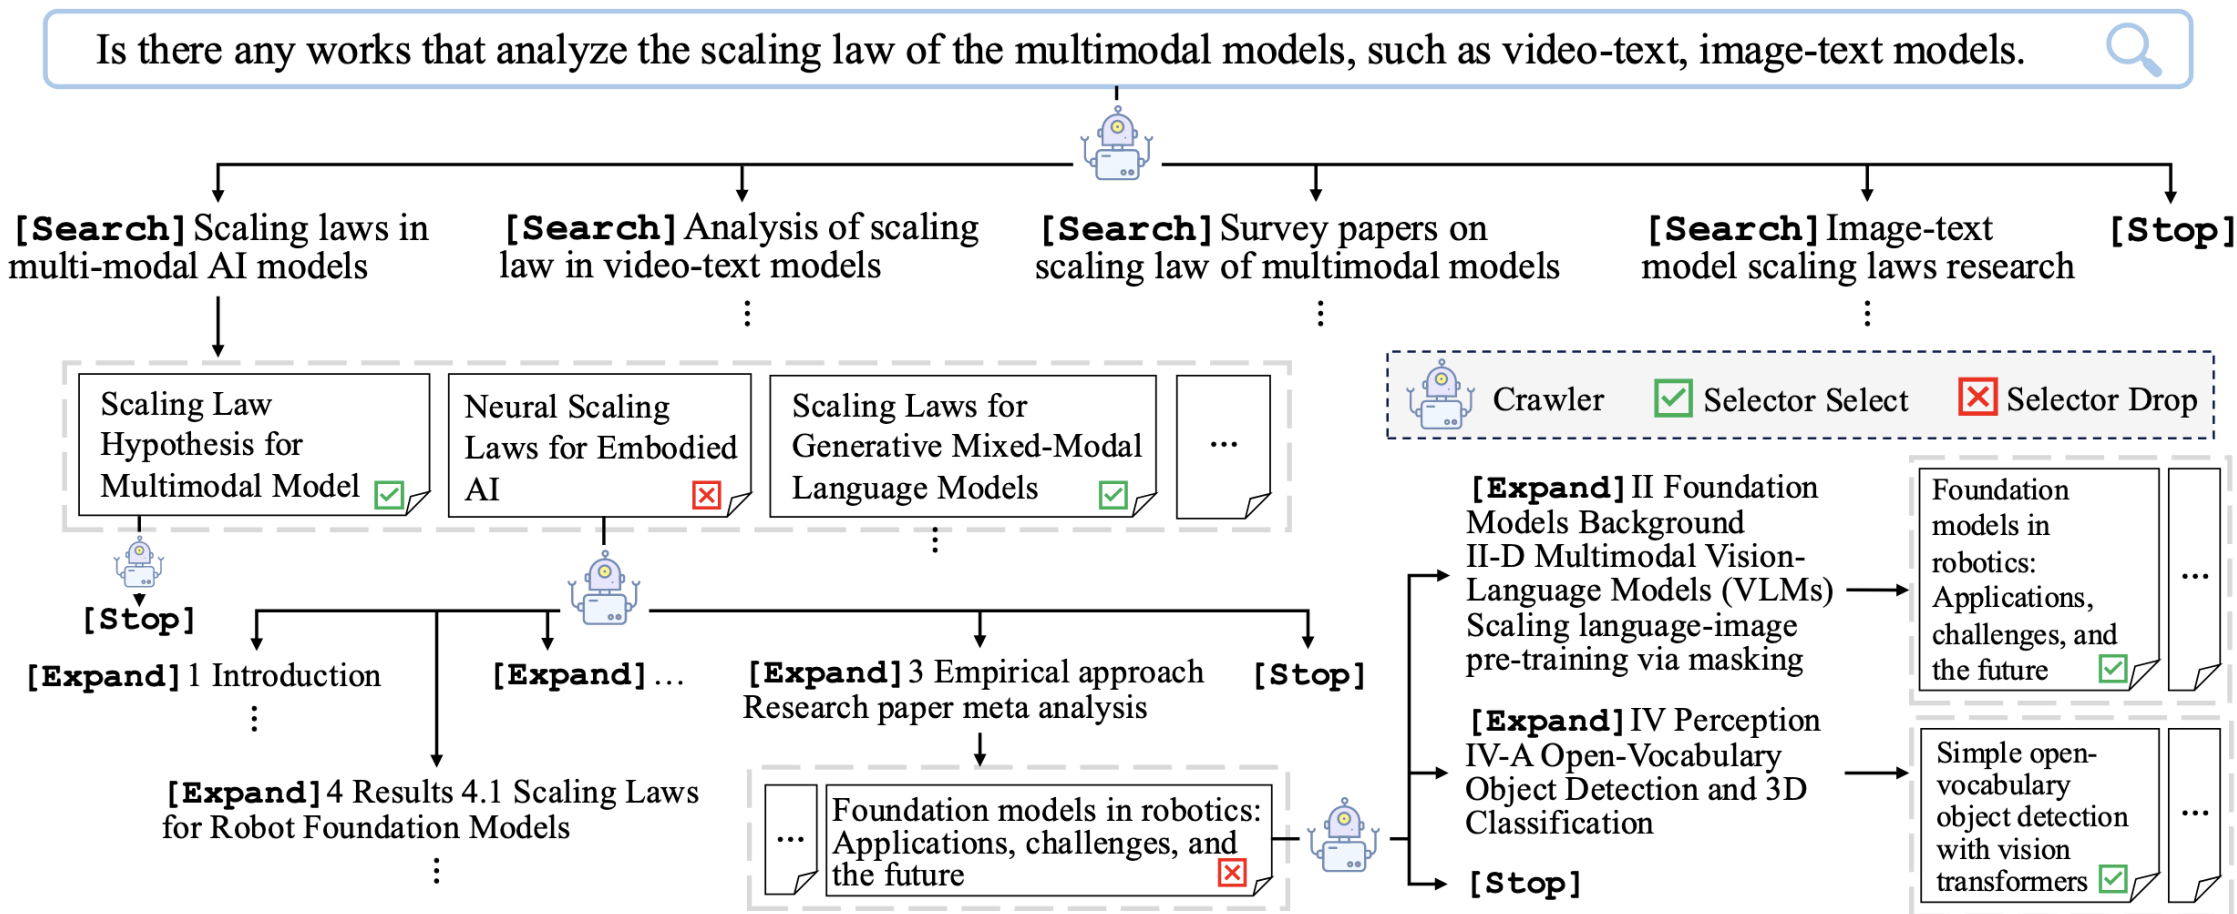 Is there any works that analyze the scaling law of the multimodal models, such as video-text, image-text models.
[Search] Scaling laws in
multi-modal AI models
[Search] Analysis of scaling
law in video-text models
⋮
[Search] Survey papers on
scaling law of multimodal models
⋮
[Search] Image-text
model scaling laws research
⋮
[Stop]
Scaling Law
Hypothesis for
Multimodal Model
Neural Scaling
Laws for Embodied
AI
Scaling Laws for
Generative Mixed-Modal
Language Models
⋮
...
Crawler
Selector Select
Selector Drop
[Stop]
[Expand] 1 Introduction
⋮
[Expand] 4 Results 4.1 Scaling Laws
for Robot Foundation Models
⋮
[Expand] ...
[Expand] 3 Empirical approach
Research paper meta analysis
[Stop]
...
Foundation models in robotics:
Applications, challenges, and
the future
[Expand] II Foundation
Models Background
II-D Multimodal Vision-
Language Models (VLMs)
Scaling language-image
pre-training via masking
Foundation
models in
robotics:
Applications,
challenges, and
the future
...
[Expand] IV Perception
IV-A Open-Vocabulary
Object Detection and 3D
Classification
Simple open-
vocabulary
object detection
with vision
transformers
...
[Stop]